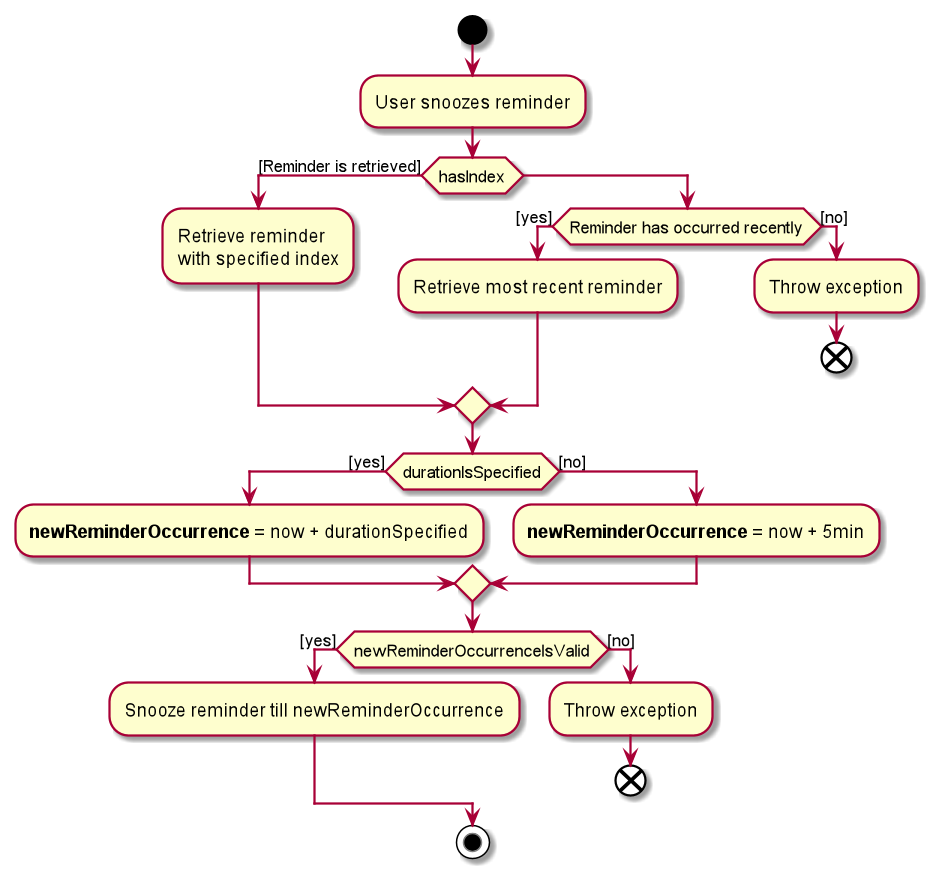 User snoozes reminder
[Reminder is retrieved]
hasIndex
Retrieve reminder
with specified index
[yes]
Reminder has occurred recently
[no]
Retrieve most recent reminder
Throw exception
[yes]
durationIsSpecified
[no]
newReminderOccurrence = now + durationSpecified
newReminderOccurrence = now + 5min
[yes]
newReminderOccurrenceIsValid
[no]
Snooze reminder till newReminderOccurrence
Throw exception